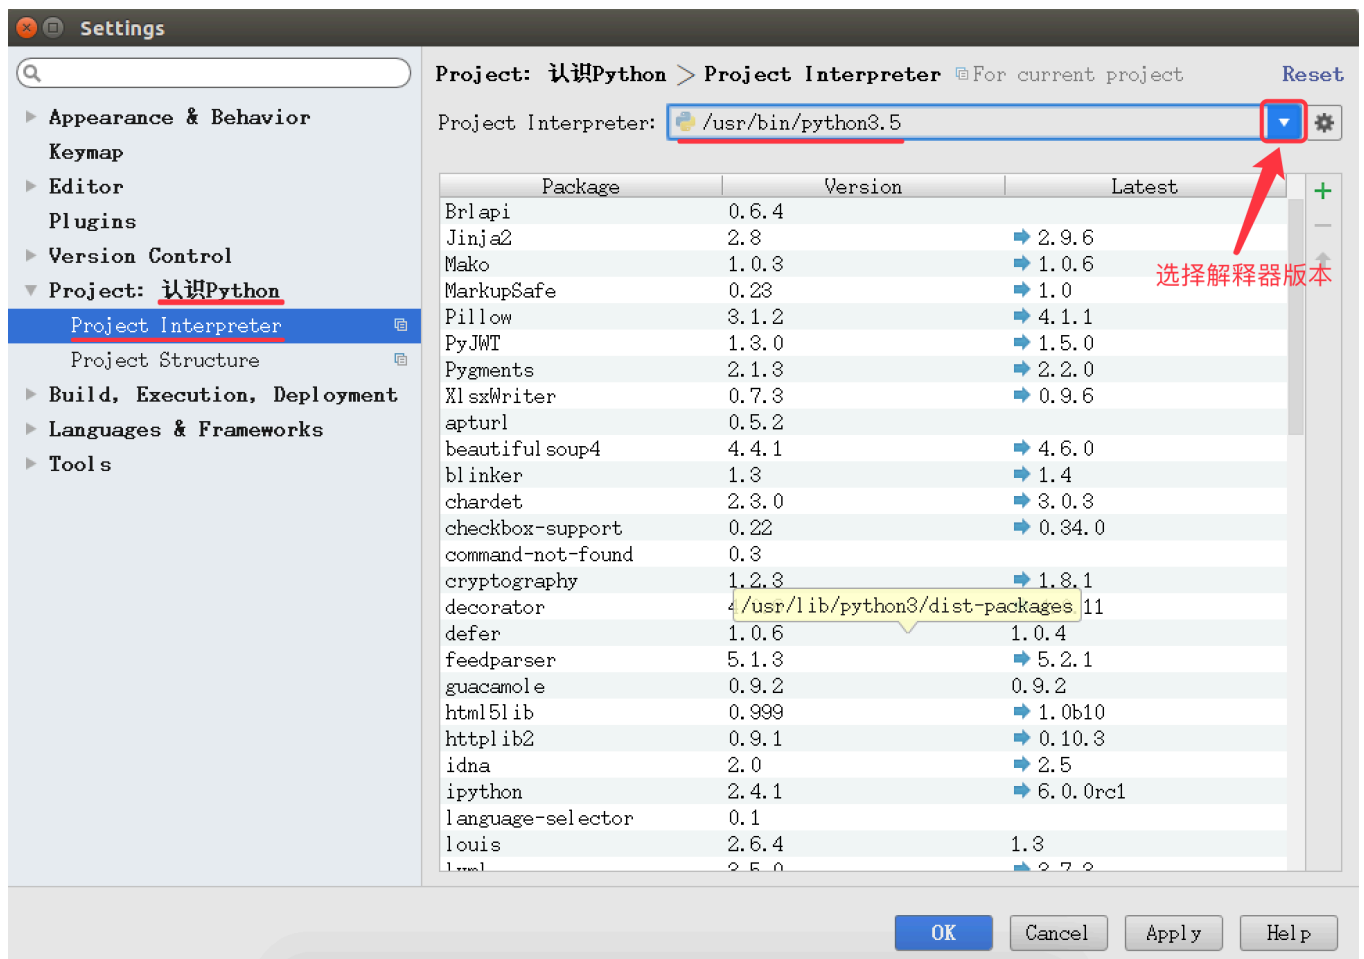 Settings
Project: 认识Python > Project Interpreter For current project Reset
Appearance & Behavior
Keymap
Editor
Plugins
Version Control
Project: 认识Python
Project Interpreter
Project Structure
Build, Execution, Deployment
Languages & Frameworks
Tools
Project Interpreter: /usr/bin/python3.5
选择解释器版本
Package Version Latest
Brlapi 0.6.4
Jinja2 2.8 2.9.6
Mako 1.0.3 1.0.6
MarkupSafe 0.23 1.0
Pillow 3.1.2 4.1.1
PyJWT 1.3.0 1.5.0
Pygments 2.1.3 2.2.0
XlsxWriter 0.7.3 0.9.6
apturl 0.5.2
beautifulsoup4 4.4.1 4.6.0
blinker 1.3 1.4
chardet 2.3.0 3.0.3
checkbox-support 0.22 0.34.0
command-not-found 0.3
cryptography 1.2.3 1.8.1
decorator /usr/lib/python3/dist-packages 11
defer 1.0.6 1.0.4
feedparser 5.1.3 5.2.1
guacamole 0.9.2 0.9.2
html5lib 0.999 1.0b10
httplib2 0.9.1 0.10.3
idna 2.0 2.5
ipython 2.4.1 6.0.0rc1
language-selector 0.1
louis 2.6.4 1.3
OK Cancel Apply Help